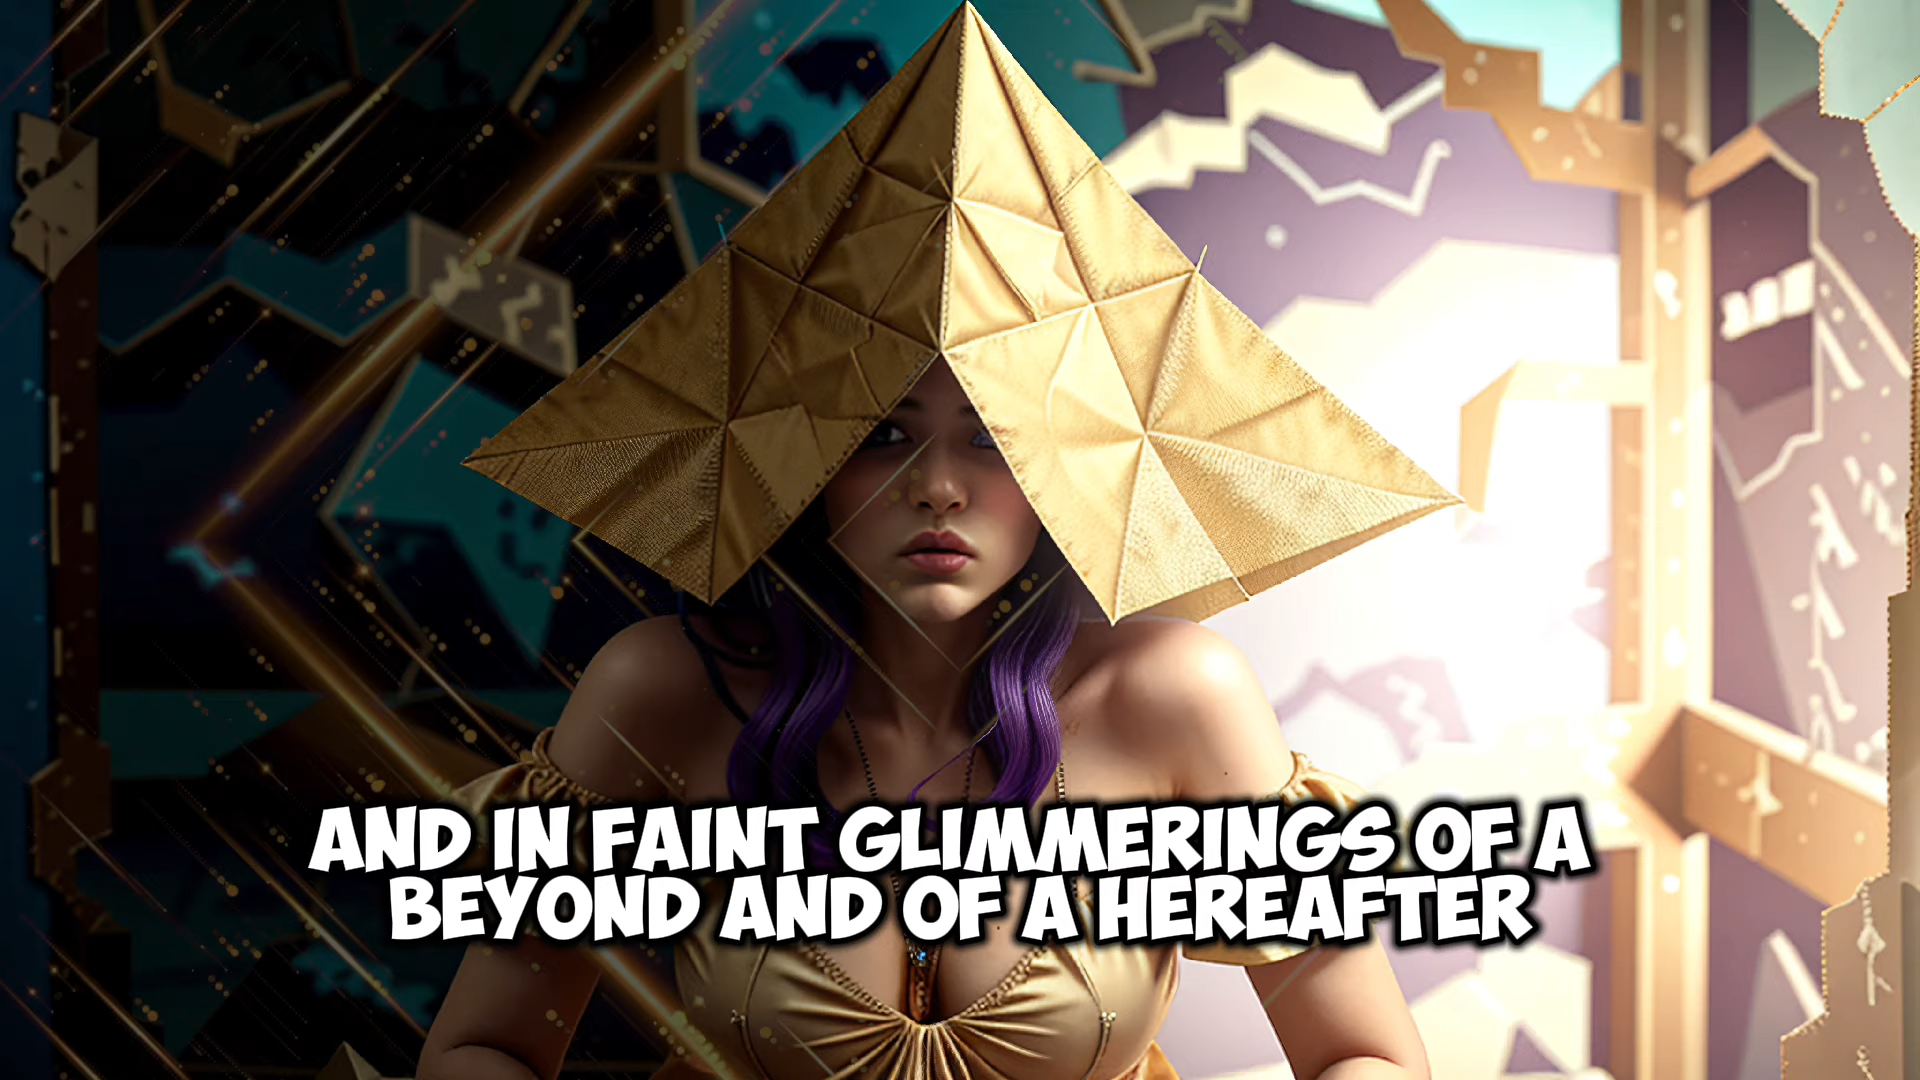 AND IN FAINT GLIMMERINGS OF A
BEYOND AND OF A HEREAFTER